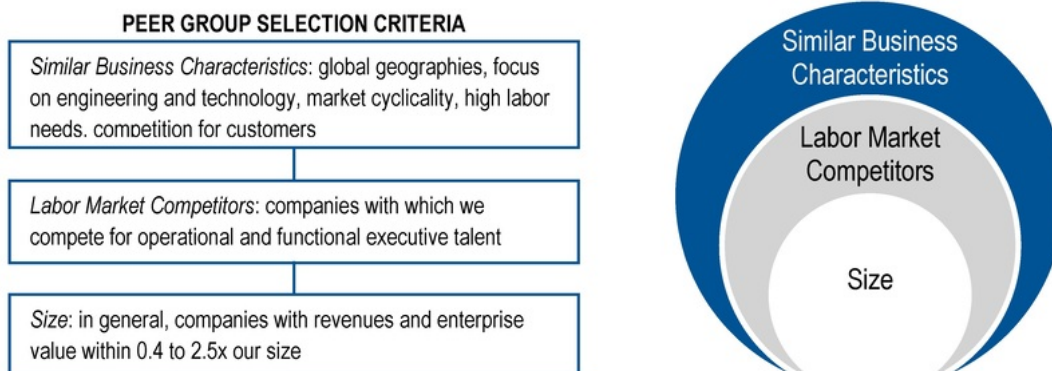 PEER GROUP SELECTION CRITERIA
Similar Business Characteristics: global geographies, focus
on engineering and technology, market cyclicality, high labor
needs, competition for customers
Labor Market Competitors: companies with which we
compete for operational and functional executive talent
Size: in general, companies with revenues and enterprise
value within 0.4 to 2.5x our size
Similar Business
Characteristics
Labor Market
Competitors
Size